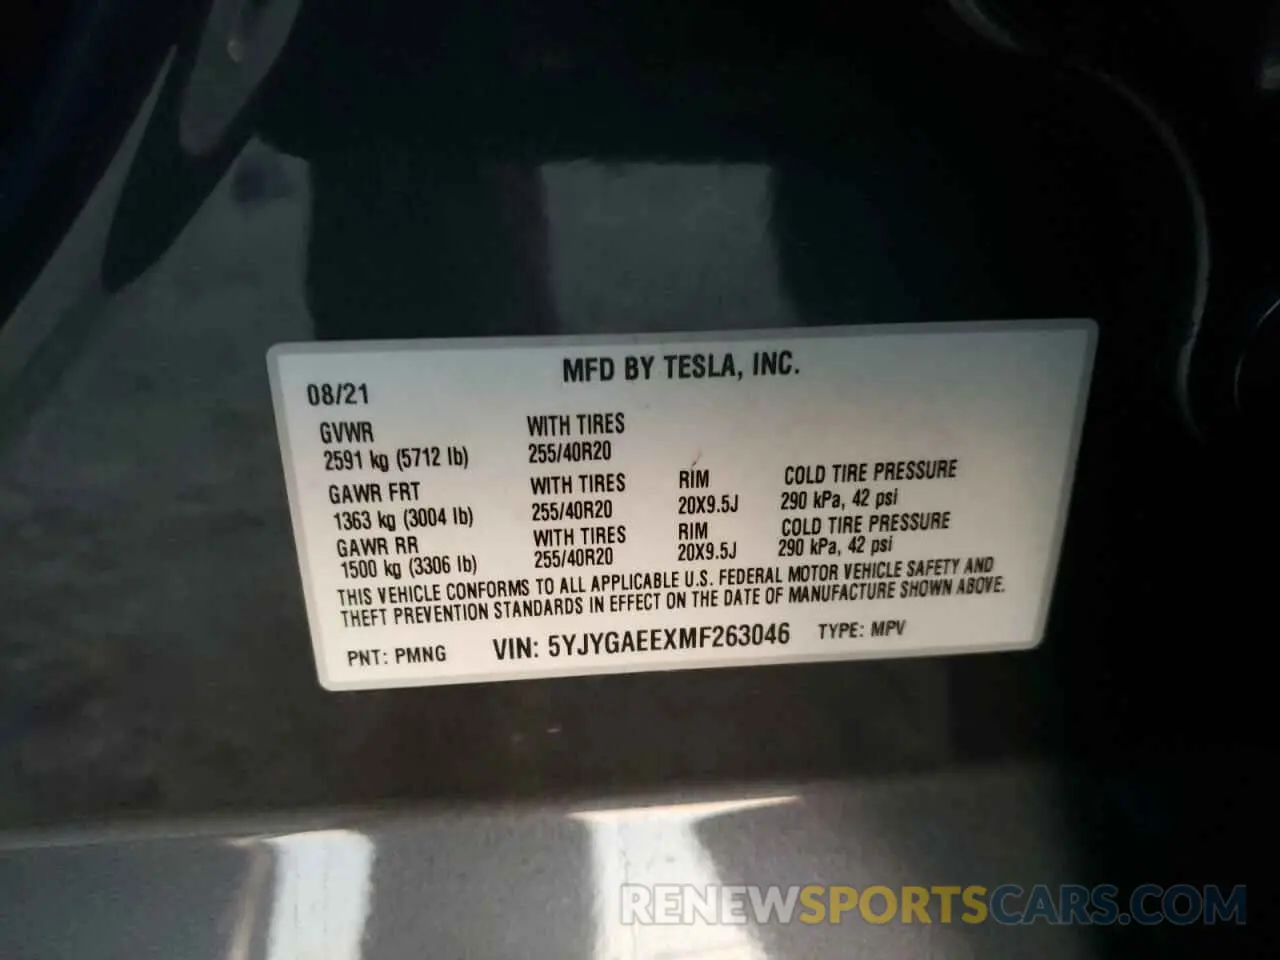 MFD BY TESLA, INC.
08/21
GVWR WITH TIRES
2591 kg (5712 lb) 255/40R20
GAWR FRT WITH TIRES RIM COLD TIRE PRESSURE
1363 kg (3004 lb) 255/40R20 20X9.5J 290 kPa, 42 psi
GAWR RR WITH TIRES RIM COLD TIRE PRESSURE
1500 kg (3306 lb) 255/40R20 20X9.5J 290 kPa, 42 psi
THIS VEHICLE CONFORMS TO ALL APPLICABLE U.S. FEDERAL MOTOR VEHICLE SAFETY AND
THEFT PREVENTION STANDARDS IN EFFECT ON THE DATE OF MANUFACTURE SHOWN ABOVE.
PNT: PMNG VIN: 5YJYGAEEXMF263046 TYPE: MPV
RENEWSPORTSCARS.COM